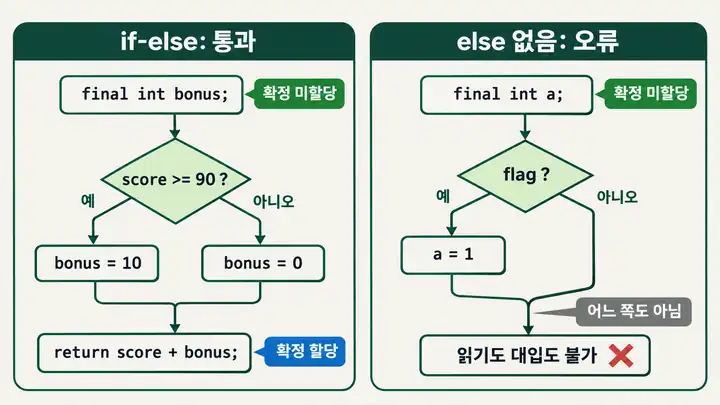 if-else: 통과
final int bonus;
확정 미할당
score >= 90 ?
예
아니오
bonus = 10
bonus = 0
return score + bonus;
확정 할당
else 없음: 오류
final int a;
확정 미할당
flag ?
예
아니오
a = 1
어느 쪽도 아님
읽기도 대입도 불가 ❌